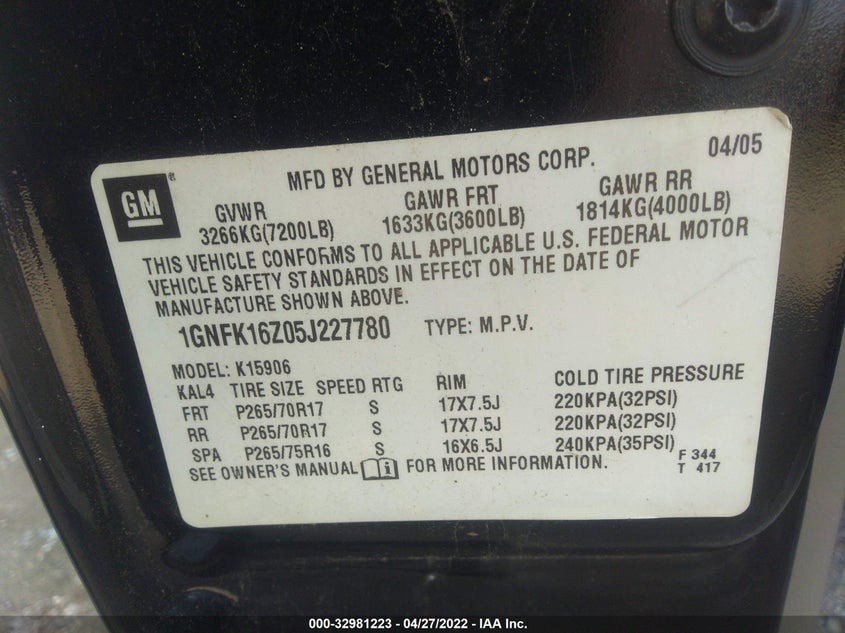 04/05
MFD BY GENERAL MOTORS CORP.
GM®
GVWR GAWR FRT GAWR RR
3266KG(7200LB) 1633KG(3600LB) 1814KG(4000LB)
THIS VEHICLE CONFORMS TO ALL APPLICABLE U.S. FEDERAL MOTOR
VEHICLE SAFETY STANDARDS IN EFFECT ON THE DATE OF
MANUFACTURE SHOWN ABOVE.
1GNFK16Z05J227780 TYPE: M.P.V.
MODEL: K15906
KAL4 TIRE SIZE SPEED RTG RIM COLD TIRE PRESSURE
FRT P265/70R17 S 17X7.5J 220KPA(32PSI)
RR P265/70R17 S 17X7.5J 220KPA(32PSI)
SPA P265/75R16 S 16X6.5J 240KPA(35PSI)
SEE OWNER'S MANUAL i FOR MORE INFORMATION.
F 344
T 417
000-32981223 - 04/27/2022 - IAA Inc.